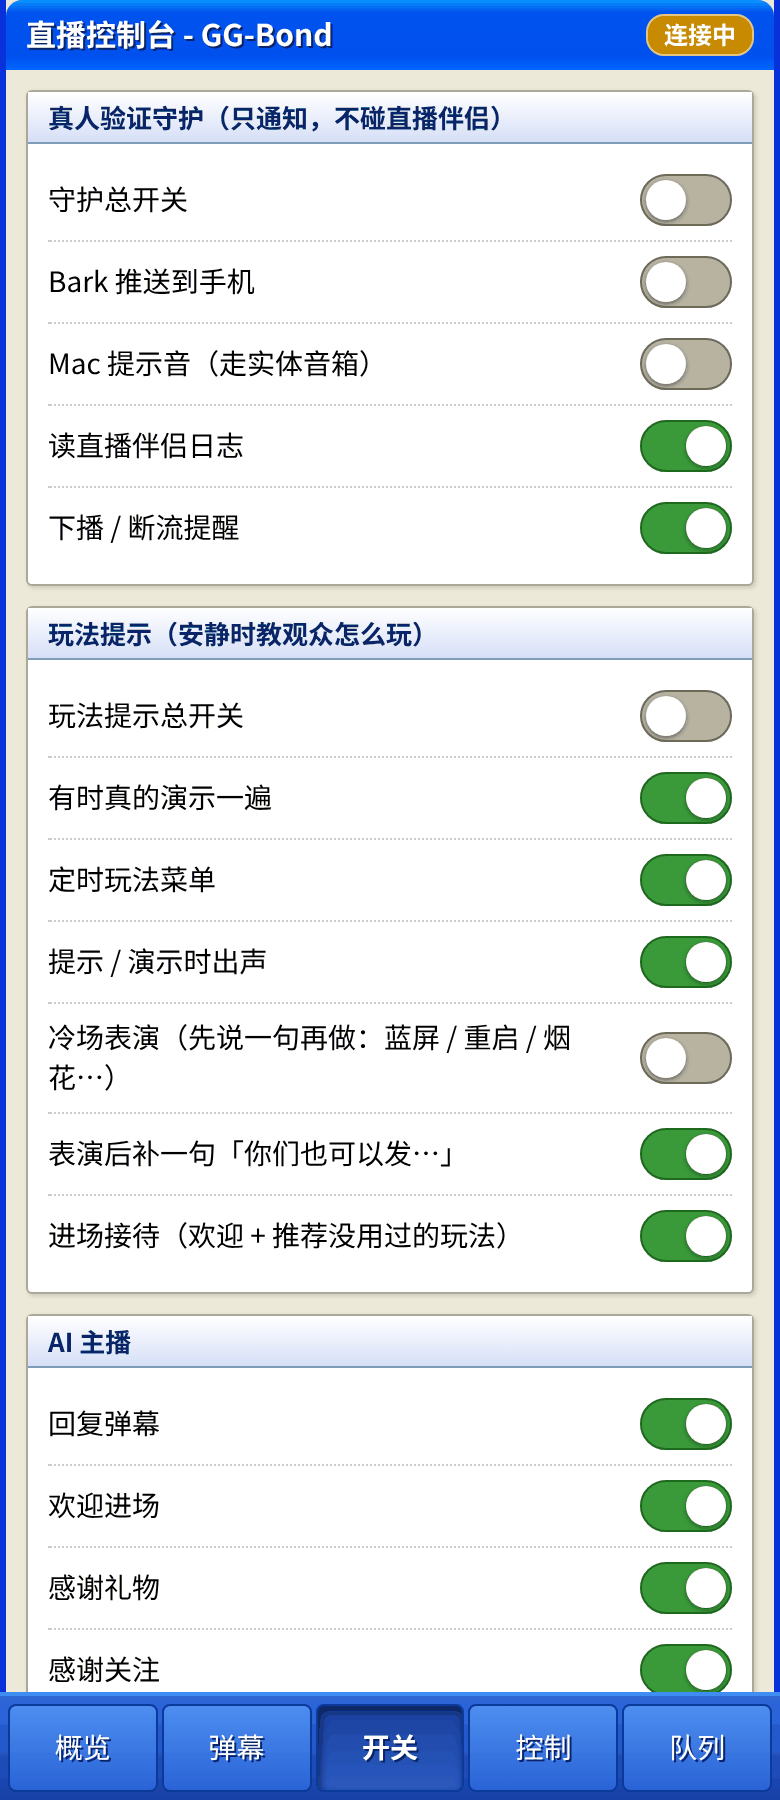 直播控制台 - GG-Bond
连接中
真人验证守护（只通知，不碰直播伴侣）
守护总开关
Bark 推送到手机
Mac 提示音（走实体音箱）
读直播伴侣日志
下播 / 断流提醒
玩法提示（安静时教观众怎么玩）
玩法提示总开关
有时真的演示一遍
定时玩法菜单
提示 / 演示时出声
冷场表演（先说一句再做：蓝屏 / 重启 / 烟
花…）
表演后补一句「你们也可以发…」
进场接待（欢迎 + 推荐没用过的玩法）
AI 主播
回复弹幕
欢迎进场
感谢礼物
感谢关注
概览
弹幕
开关
控制
队列